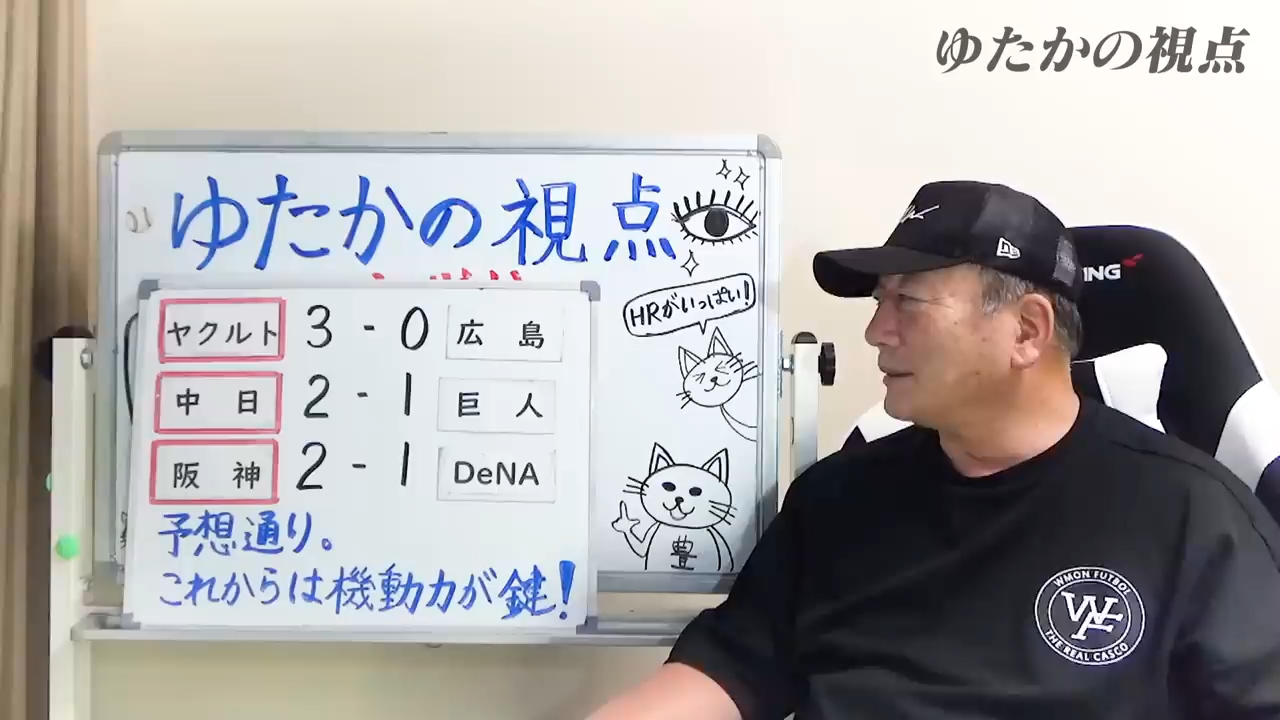 ゆたかの視点
ゆたかの視点
HRがいっぱい!
ヤクルト 3 - 0 広島
中日 2 - 1 巨人
阪神 2 - 1 DeNA
予想通り。
これからは機動力が鍵!
豊
WMON FUTBOL
WF
THE REAL CASCO